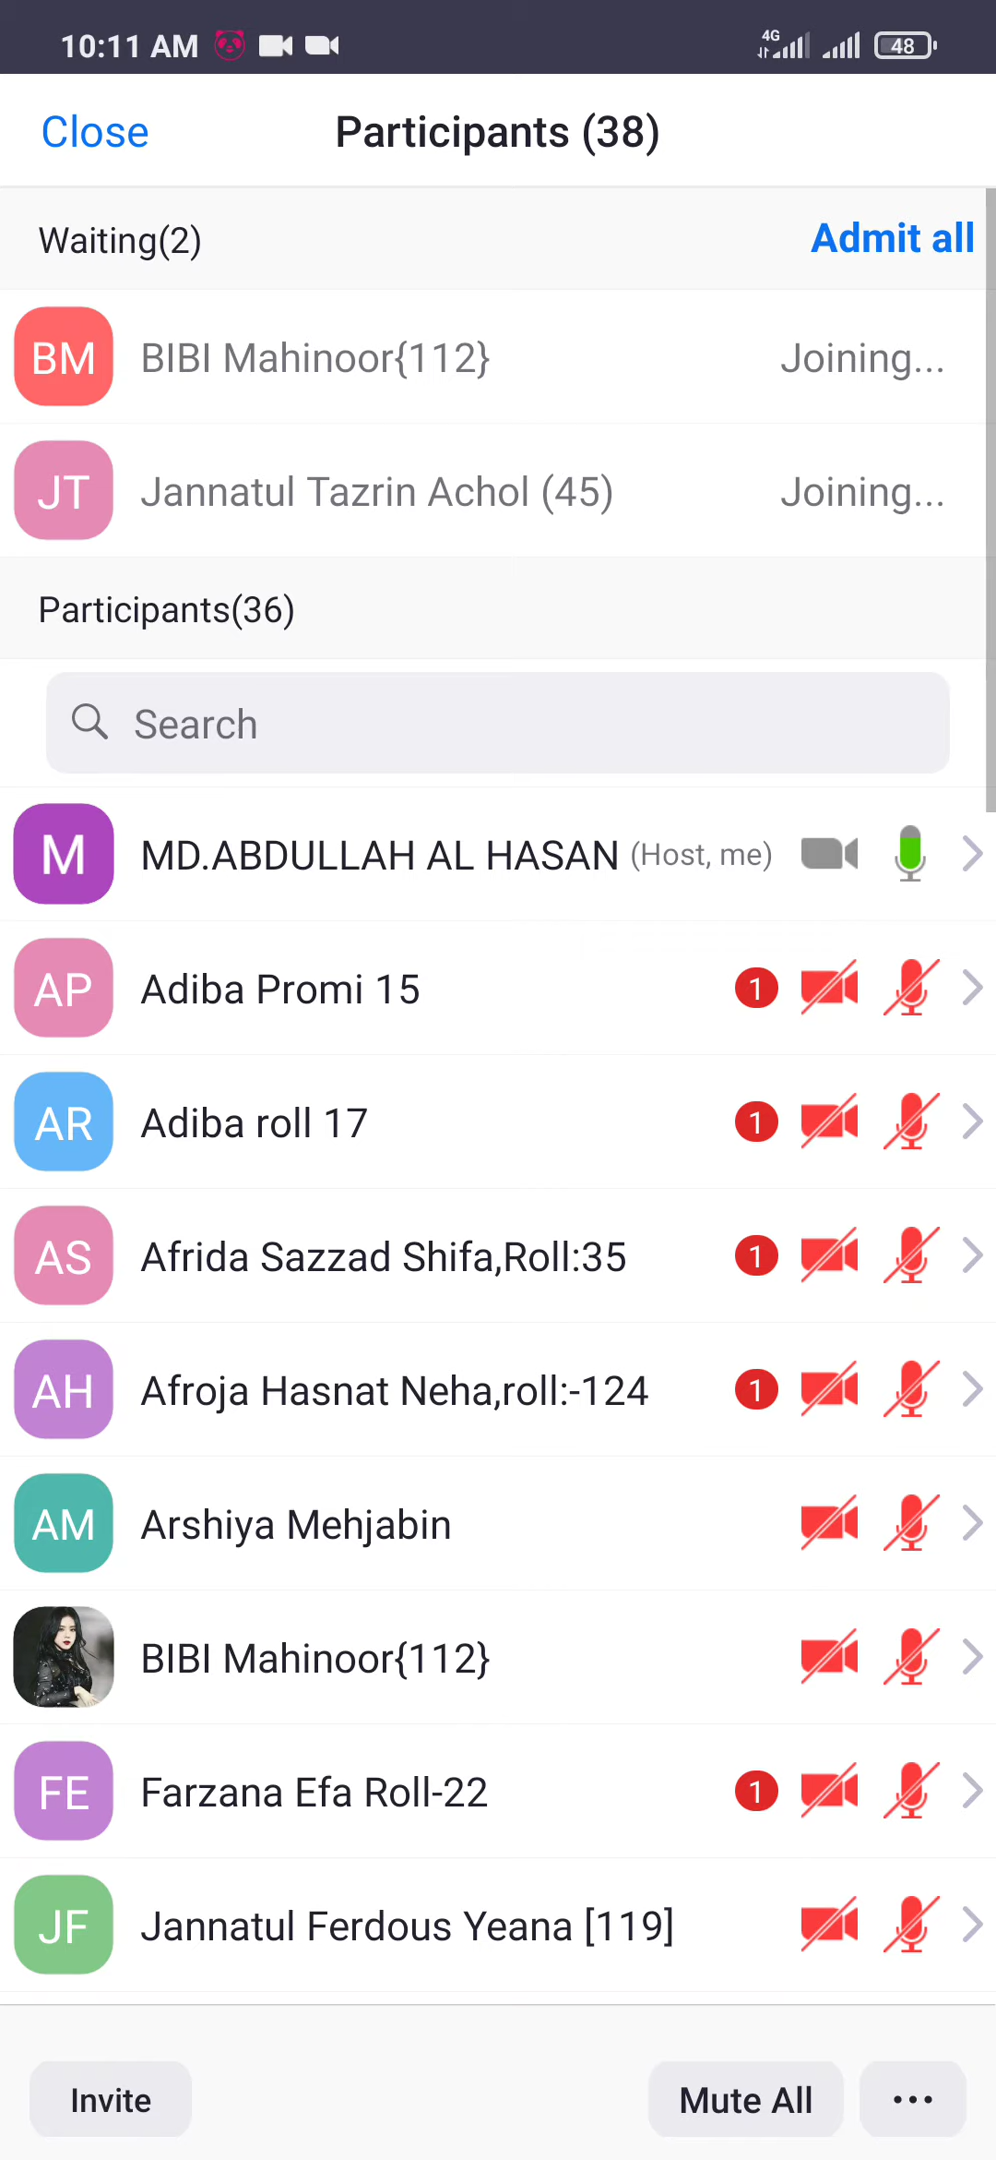 10:11 AM 4G 48
Close Participants (38)
Waiting(2) Admit all
BM BIBI Mahinoor{112} Joining...
JT Jannatul Tazrin Achol (45) Joining...
Participants(36)
Search
M MD.ABDULLAH AL HASAN (Host, me)
AP Adiba Promi 15 1
AR Adiba roll 17 1
AS Afrida Sazzad Shifa,Roll:35 1
AH Afroja Hasnat Neha,roll:-124 1
AM Arshiya Mehjabin
BIBI Mahinoor{112}
FE Farzana Efa Roll-22 1
JF Jannatul Ferdous Yeana [119]
Invite Mute All ...